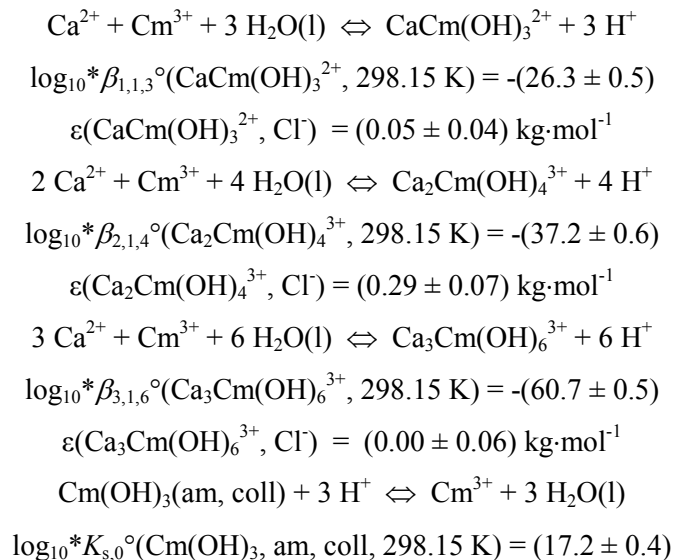 Ca²⁺ + Cm³⁺ + 3 H₂O(l) ⇔ CaCm(OH)₃²⁺ + 3 H⁺
log₁₀*β₁,₁,₃°(CaCm(OH)₃²⁺, 298.15 K) = -(26.3 ± 0.5)
ε(CaCm(OH)₃²⁺, Cl⁻) = (0.05 ± 0.04) kg·mol⁻¹
2 Ca²⁺ + Cm³⁺ + 4 H₂O(l) ⇔ Ca₂Cm(OH)₄³⁺ + 4 H⁺
log₁₀*β₂,₁,₄°(Ca₂Cm(OH)₄³⁺, 298.15 K) = -(37.2 ± 0.6)
ε(Ca₂Cm(OH)₄³⁺, Cl⁻) = (0.29 ± 0.07) kg·mol⁻¹
3 Ca²⁺ + Cm³⁺ + 6 H₂O(l) ⇔ Ca₃Cm(OH)₆³⁺ + 6 H⁺
log₁₀*β₃,₁,₆°(Ca₃Cm(OH)₆³⁺, 298.15 K) = -(60.7 ± 0.5)
ε(Ca₃Cm(OH)₆³⁺, Cl⁻) = (0.00 ± 0.06) kg·mol⁻¹
Cm(OH)₃(am, coll) + 3 H⁺ ⇔ Cm³⁺ + 3 H₂O(l)
log₁₀*Kₛ,₀°(Cm(OH)₃, am, coll, 298.15 K) = (17.2 ± 0.4)